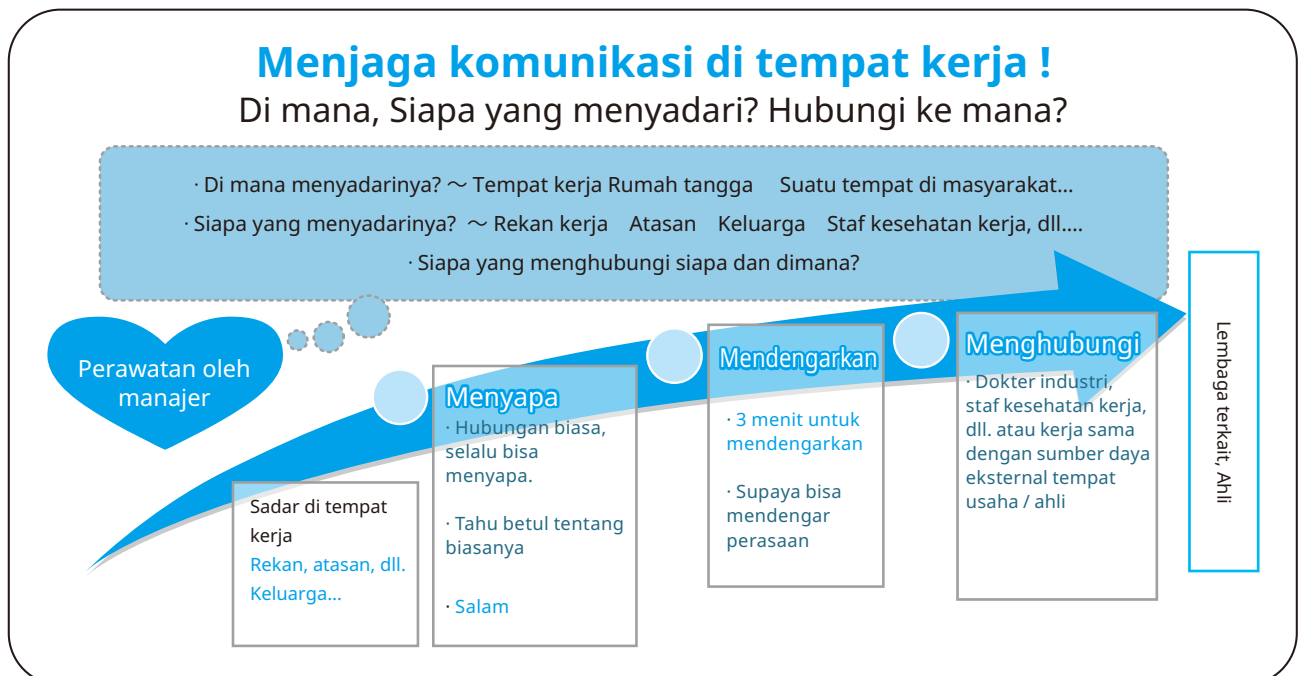 Menjaga komunikasi di tempat kerja !
Di mana, Siapa yang menyadari? Hubungi ke mana?
· Di mana menyadarinya? ～ Tempat kerja Rumah tangga　Suatu tempat di masyarakat...
· Siapa yang menyadarinya? ～ Rekan kerja　Atasan　Keluarga　Staf kesehatan kerja, dll....
· Siapa yang menghubungi siapa dan dimana?
Perawatan oleh
manajer
Sadar di tempat
kerja
Rekan, atasan, dll.
Keluarga...
Menyapa
· Hubungan biasa,
selalu bisa
menyapa.
· Tahu betul tentang
biasanya
· Salam
Mendengarkan
· 3 menit untuk
mendengarkan
· Supaya bisa
mendengar
perasaan
Menghubungi
· Dokter industri,
staf kesehatan kerja,
dll. atau kerja sama
dengan sumber daya
eksternal tempat
usaha / ahli
Lembaga terkait, Ahli